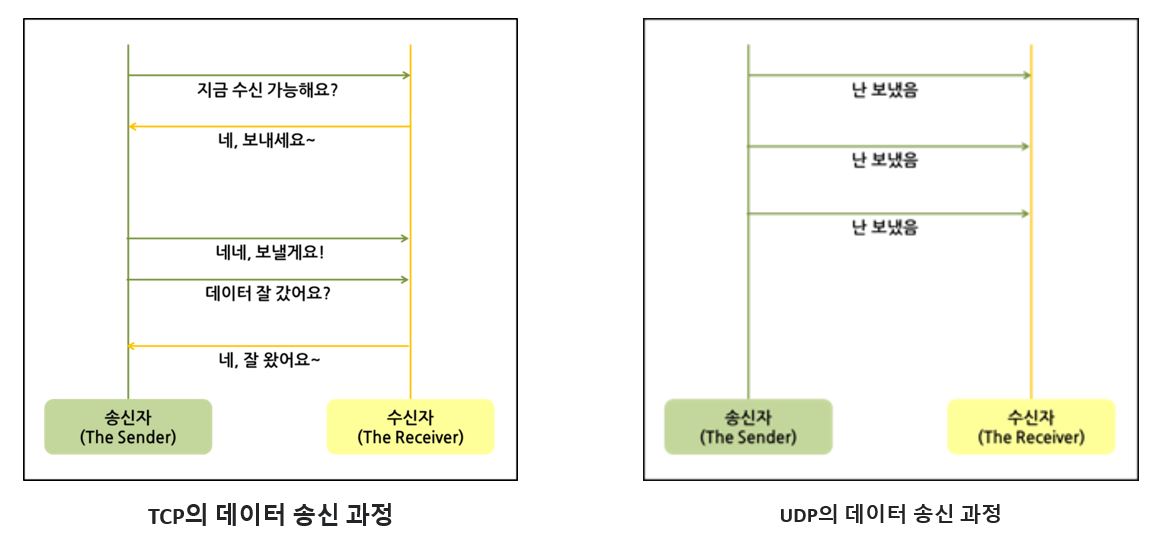 지금 수신 가능해요?
네, 보내세요~
네네, 보낼게요!
데이터 잘 갔어요?
네, 잘 왔어요~
송신자
(The Sender)
수신자
(The Receiver)
TCP의 데이터 송신 과정
난 보냈음
난 보냈음
난 보냈음
송신자
(The Sender)
수신자
(The Receiver)
UDP의 데이터 송신 과정